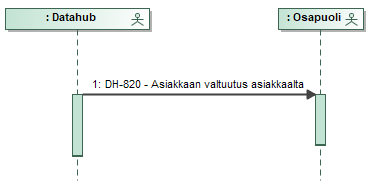 : Datahub
: Osapuoli
1: DH-820 - Asiakkaan valtuutus asiakkaalta